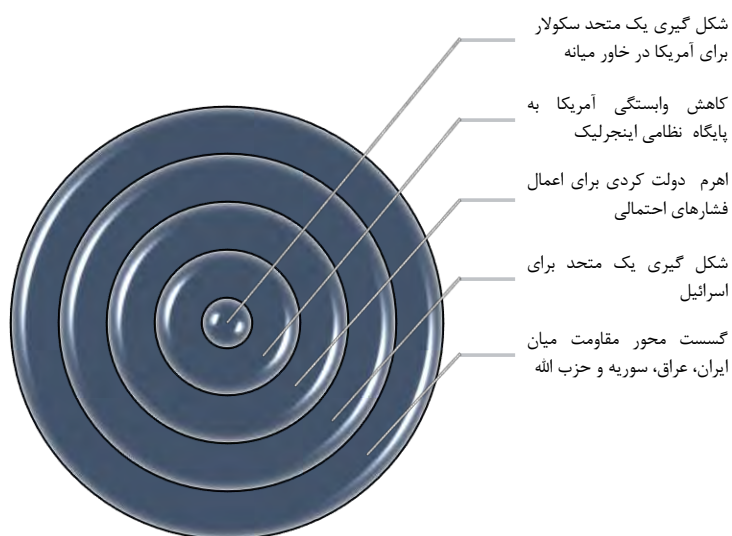 شکل گیری یک متحد سکولار
برای آمریکا در خاور میانه
کاهش وابستگی آمریکا به
پایگاه نظامی اینجرلیک
اهرم دولت کردی برای اعمال
فشارهای احتمالی
شکل گیری یک متحد برای
اسرائیل
گسست محور مقاومت میان
ایران، عراق، سوریه و حزب الله